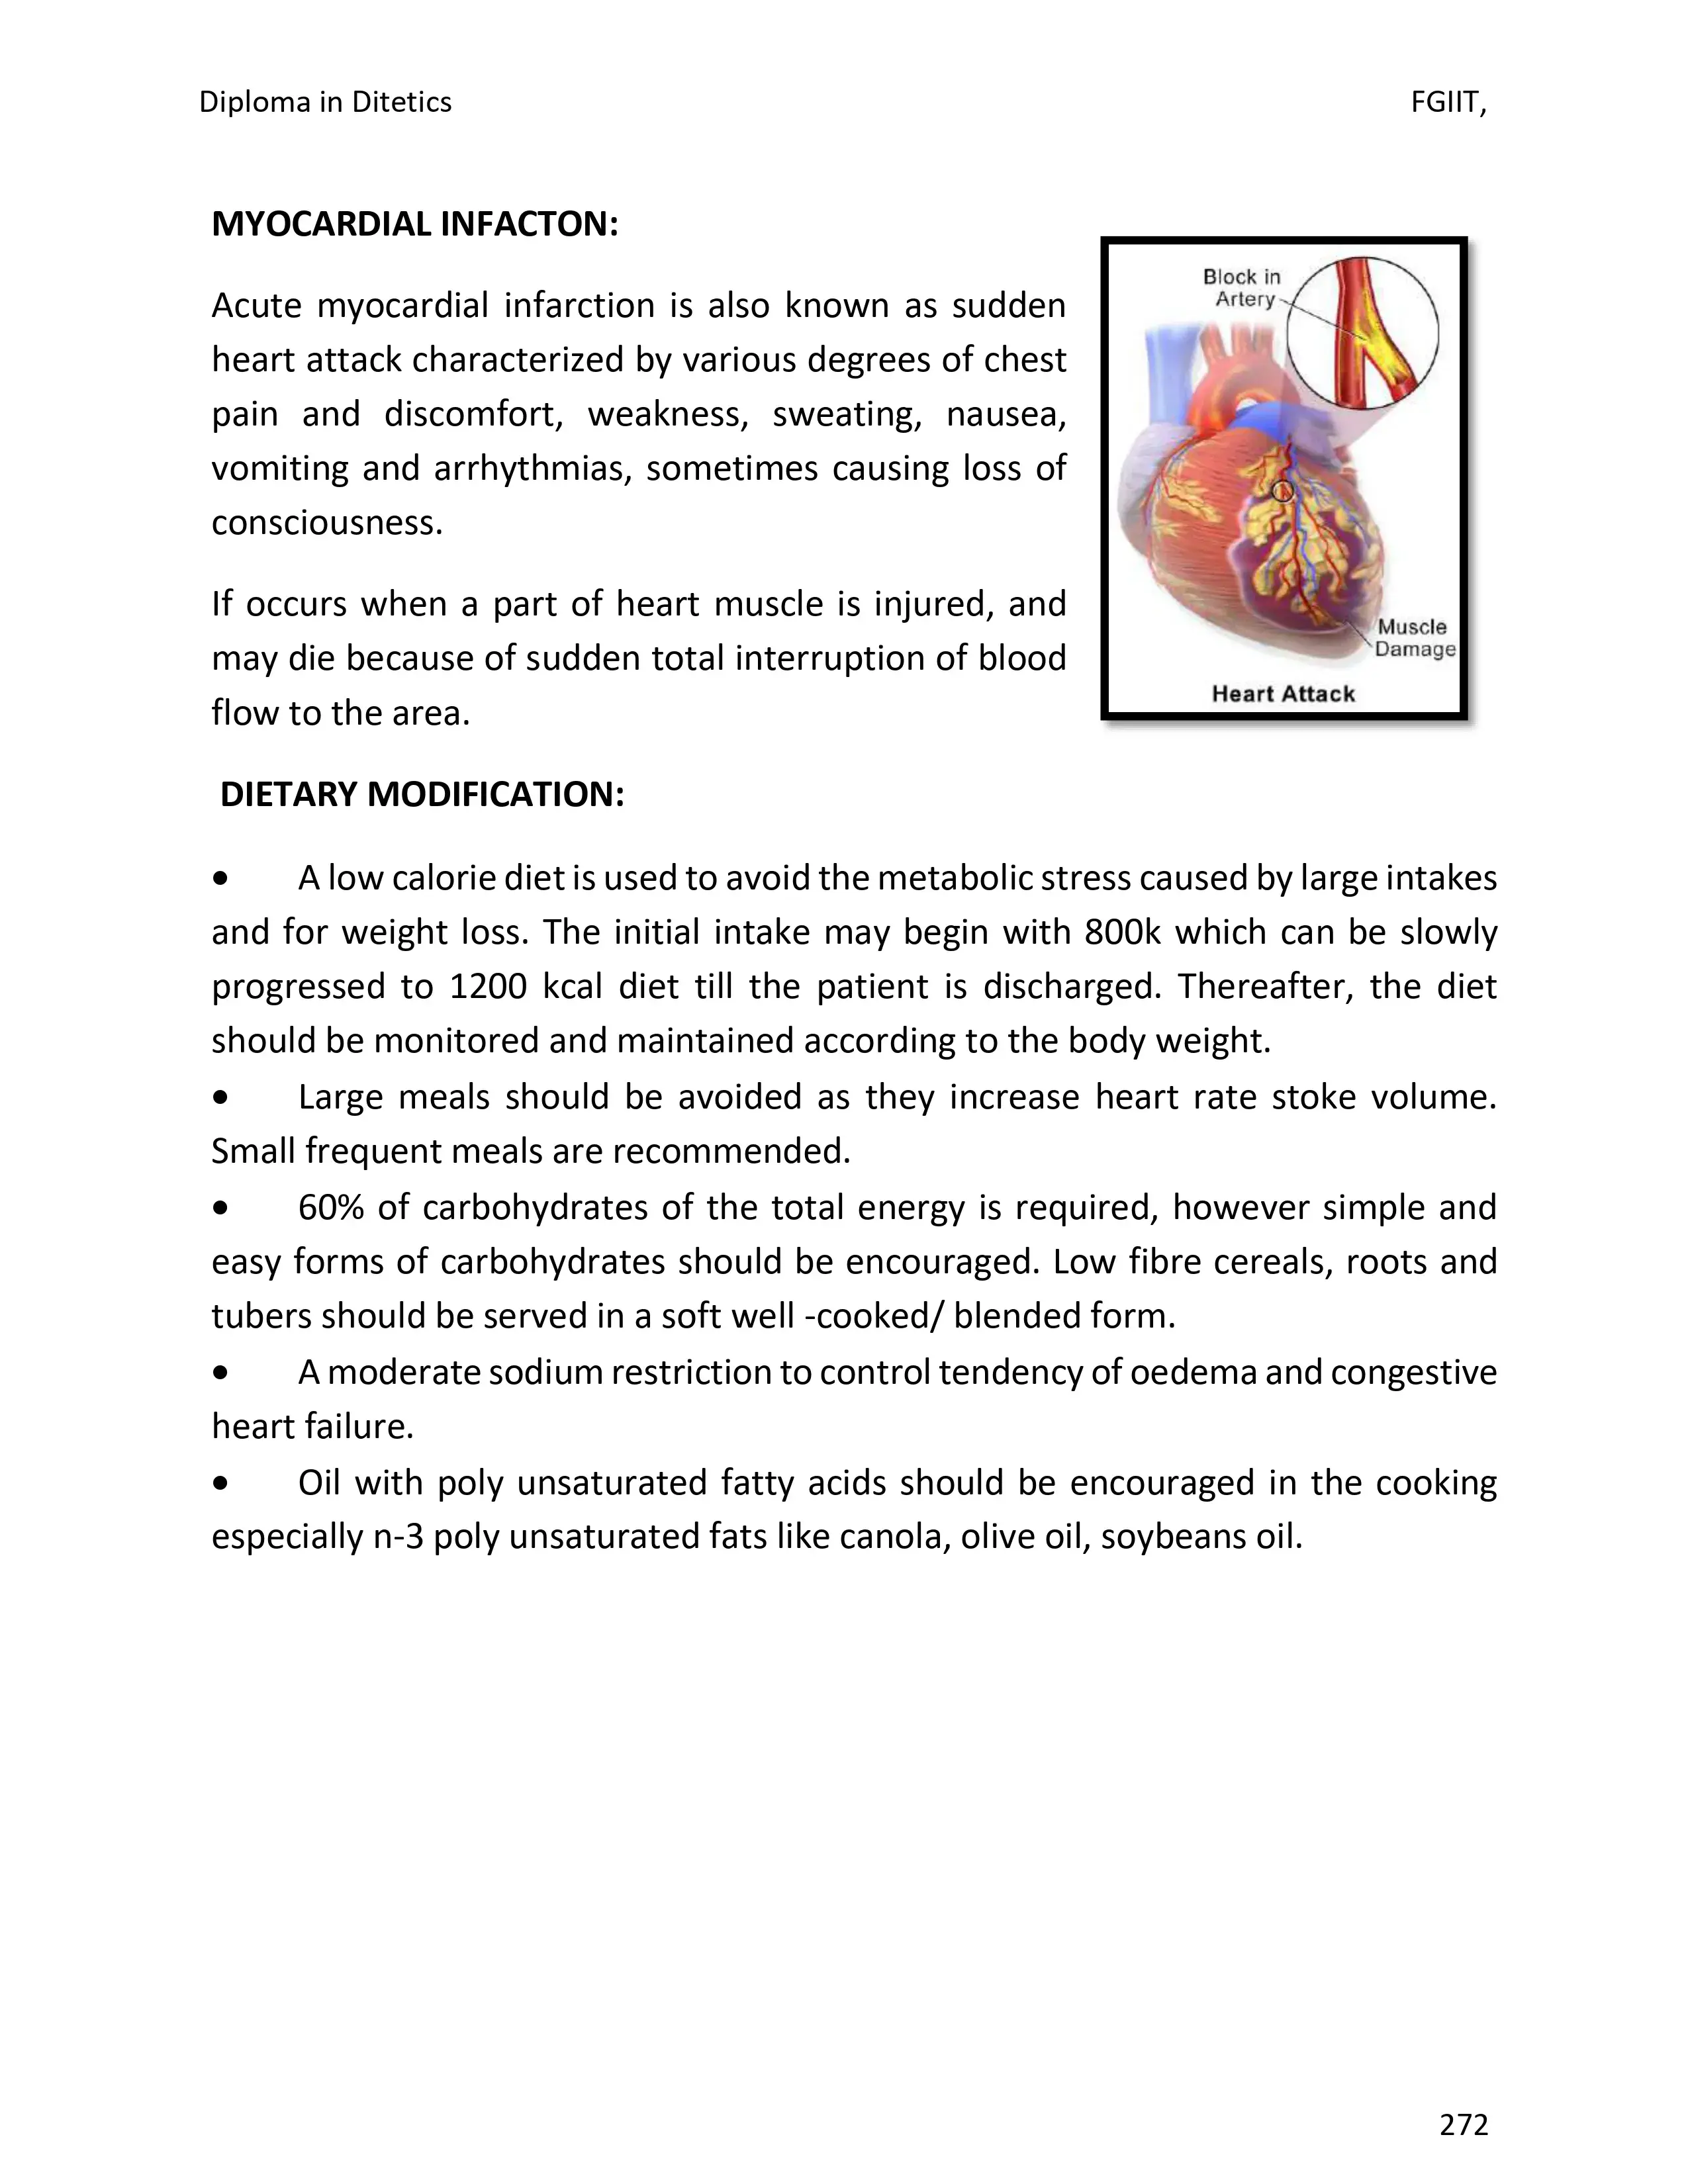 Diploma in Ditetics FGIIT,
MYOCARDIAL INFACTON:
Acute myocardial infarction is also known as sudden
heart attack characterized by various degrees of chest
pain and discomfort, weakness, sweating, nausea,
vomiting and arrhythmias, sometimes causing loss of
consciousness.
If occurs when a part of heart muscle is injured, and
may die because of sudden total interruption of blood
flow to the area.
Block in
Artery
Muscle
Damage
Heart Attack
DIETARY MODIFICATION:
• A low calorie diet is used to avoid the metabolic stress caused by large intakes
and for weight loss. The initial intake may begin with 800k which can be slowly
progressed to 1200 kcal diet till the patient is discharged. Thereafter, the diet
should be monitored and maintained according to the body weight.
• Large meals should be avoided as they increase heart rate stoke volume.
Small frequent meals are recommended.
• 60% of carbohydrates of the total energy is required, however simple and
easy forms of carbohydrates should be encouraged. Low fibre cereals, roots and
tubers should be served in a soft well -cooked/ blended form.
• A moderate sodium restriction to control tendency of oedema and congestive
heart failure.
• Oil with poly unsaturated fatty acids should be encouraged in the cooking
especially n-3 poly unsaturated fats like canola, olive oil, soybeans oil.
272